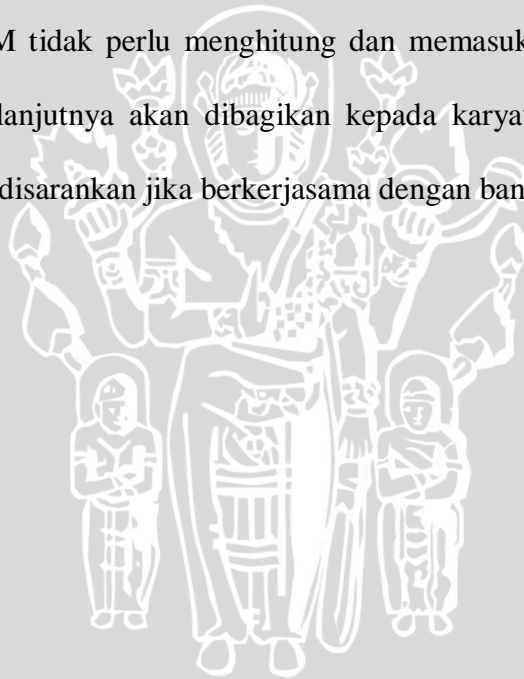 M tidak perlu menghitung dan memasuk
lanjutnya akan dibagikan kepada karya
disarankan jika berkerjasama dengan ban